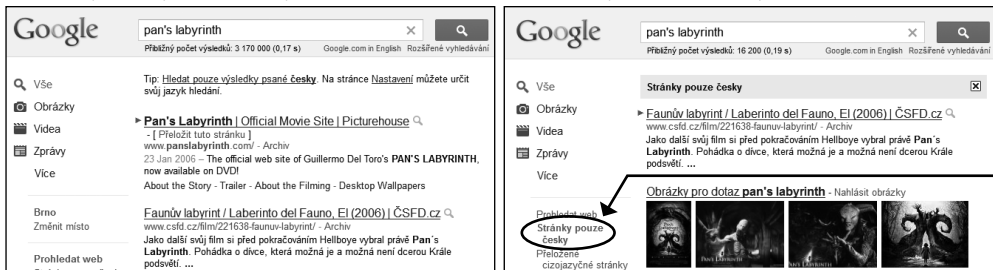 Google
pan's labyrinth
Přibližný počet výsledků: 3 170 000 (0,17 s)
Google.com in English Rozšířené vyhledávání
Vše
Obrázky
Videa
Zprávy
Více
Brno
Změnit místo
Prohledat web
Tip: Hledat pouze výsledky psané česky. Na stránce Nastavení můžete určit
svůj jazyk hledání.
Pan's Labyrinth | Official Movie Site | Picturehouse
- [ Přeložit tuto stránku ]
www.panslabyrinth.com/ - Archiv
23 Jan 2006 – The official web site of Guillermo Del Toro's PAN'S LABYRINTH,
now available on DVD!
About the Story - Trailer - About the Filming - Desktop Wallpapers
Faunův labyrint / Laberinto del Fauno, El (2006) | ČSFD.cz
www.csfd.cz/film/221638-faunuv-labyrint/ - Archiv
Jako další svůj film si před pokračováním Hellboye vybral právě Pan´s
Labyrinth. Pohádka o dívce, která možná je a možná není dcerou Krále
podsvětí. ...
Google
pan's labyrinth
Přibližný počet výsledků: 16 200 (0,19 s)
Google.com in English Rozšířené vyhledávání
Vše
Obrázky
Videa
Zprávy
Více
Prohledat web
Stránky pouze
česky
Přeložené
cizojazyčné stránky
Stránky pouze česky
Faunův labyrint / Laberinto del Fauno, El (2006) | ČSFD.cz
www.csfd.cz/film/221638-faunuv-labyrint/ - Archiv
Jako další svůj film si před pokračováním Hellboye vybral právě Pan´s
Labyrinth. Pohádka o dívce, která možná je a možná není dcerou Krále
podsvětí. ...
Obrázky pro dotaz pan's labyrinth - Nahlásit obrázky